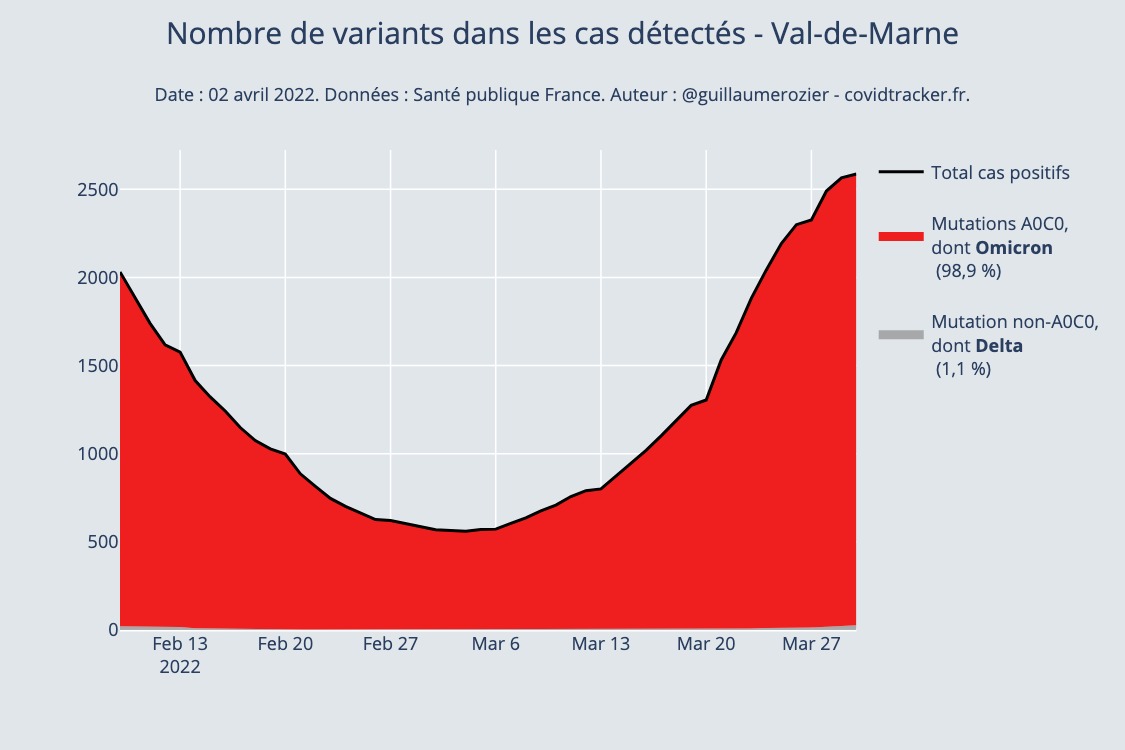 Nombre de variants dans les cas détectés - Val-de-Marne
Date : 02 avril 2022. Données : Santé publique France. Auteur : @guillaumerozier - covidtracker.fr.
Total cas positifs
Mutations A0C0,
dont Omicron
(98,9 %)
Mutation non-A0C0,
dont Delta
(1,1 %)
2500
2000
1500
1000
500
0
Feb 13 Feb 20 Feb 27 Mar 6 Mar 13 Mar 20 Mar 27
2022